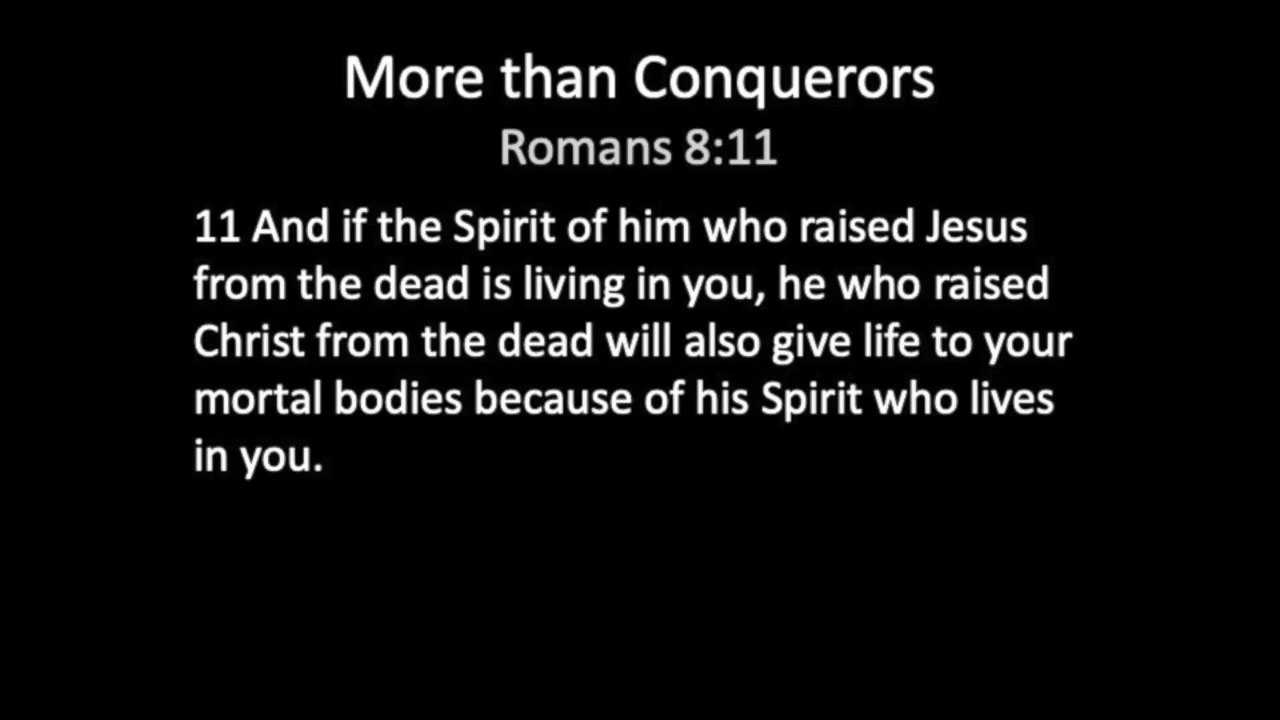 More than Conquerors
Romans 8:11
11 And if the Spirit of him who raised Jesus
from the dead is living in you, he who raised
Christ from the dead will also give life to your
mortal bodies because of his Spirit who lives
in you.